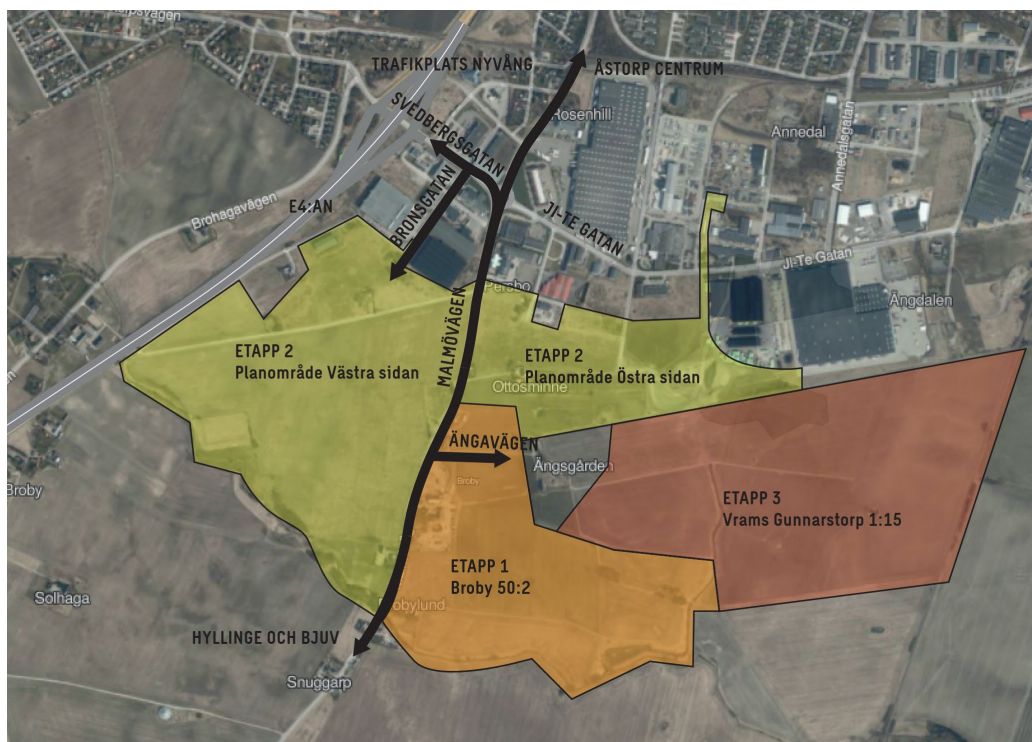 TRAFIKPLATS NYVÅNG
ÅSTORP CENTRUM
SVEDBERGSGATAN
Rosenhill
Annedal
Annedalsgatan
Brohagavägen
E4:AN
BRONSGATAN
JI-TE GATAN
Ji-Te Gatan
Persbo
Ängdalen
MALMÖVÄGEN
ETAPP 2
Planområde Västra sidan
ETAPP 2
Planområde Östra sidan
Ottosminne
ÄNGAVÄGEN
Ängsgården
Broby
Broby
ETAPP 3
Vrams Gunnarstorp 1:15
ETAPP 1
Broby 50:2
Solhaga
obylund
HYLLINGE OCH BJUV
Snuggarp